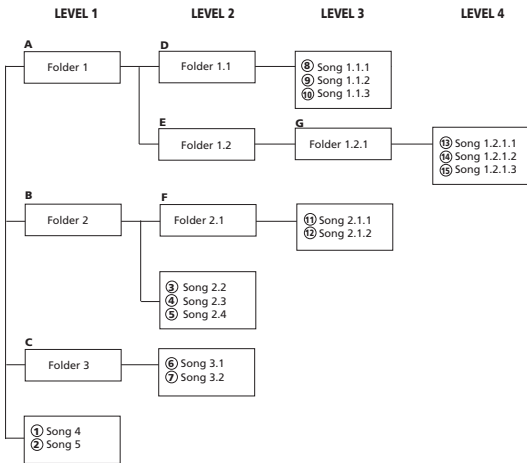 LEVEL 1 LEVEL 2 LEVEL 3 LEVEL 4
A D
Folder 1 Folder 1.1 ⑧ Song 1.1.1
⑨ Song 1.1.2
⑩ Song 1.1.3
E G
Folder 1.2 Folder 1.2.1 ⑬ Song 1.2.1.1
⑭ Song 1.2.1.2
⑮ Song 1.2.1.3
B F
Folder 2 Folder 2.1 ⑪ Song 2.1.1
⑫ Song 2.1.2
③ Song 2.2
④ Song 2.3
⑤ Song 2.4
C
Folder 3 ⑥ Song 3.1
⑦ Song 3.2
① Song 4
② Song 5